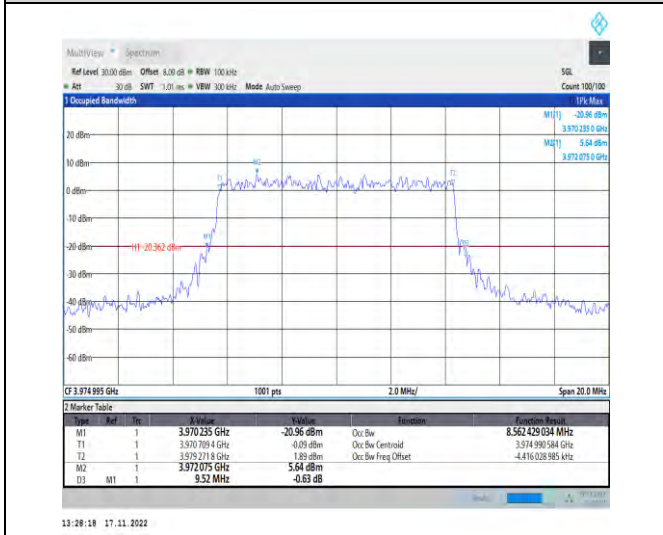 MultiView Spectrum
Ref Level 30.00 dBm Offset 8.09 dB RBW 100 kHz SGL
Att 30 dB SWT 1.01 ms VBW 300 kHz Mode Auto Sweep Count 100/100
1 Occupied Bandwidth 1Pk Max
M1[1] -20.96 dBm
3.970 235 0 GHz
M2[1] 5.64 dBm
3.972 075 0 GHz
20 dBm
10 dBm
M2
T1 T2
0 dBm
M1
-20 dBm H1 -20.362 dBm
-30 dBm
-40 dBm
-50 dBm
-60 dBm
CF 3.974 995 GHz 1001 pts 2.0 MHz/ Span 20.0 MHz
2 Marker Table
Type Ref Trc X-Value Y-Value Function Function Result
M1 1 3.970 235 GHz -20.96 dBm Occ Bw 8.562 429 034 MHz
T1 1 3.970 709 4 GHz -0.09 dBm Occ Bw Centroid 3.974 990 584 GHz
T2 1 3.979 271 8 GHz 1.89 dBm Occ Bw Freq Offset -4.416 028 985 kHz
M2 1 3.972 075 GHz 5.64 dBm
D3 M1 1 9.52 MHz -0.63 dB
13:28:18 17.11.2022